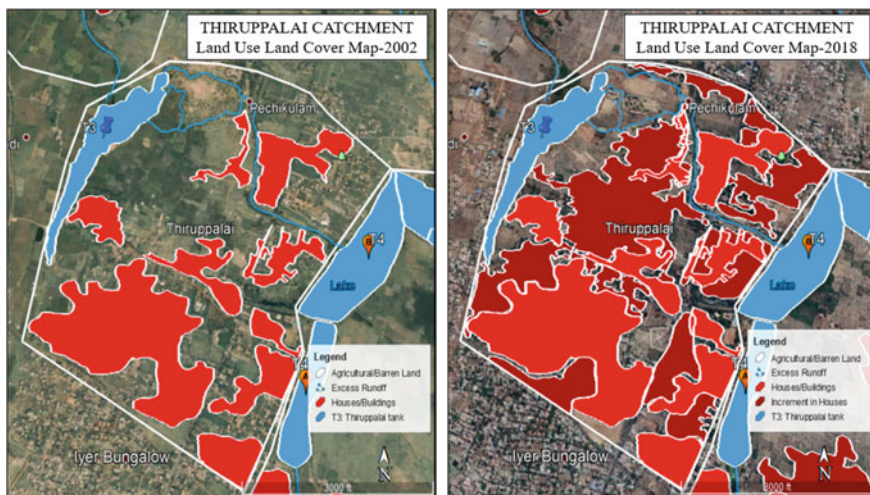 THIRUPPALAI CATCHMENT
Land Use Land Cover Map-2002
T3
di
Pechikulam
Thiruppalai
B
T4
Lake
A
Legend
Agricultural/Barren Land
Excess Runoff
Houses/Buildings
T3: Thiruppalai tank
Iyer Bungalow
N
3000 ft
THIRUPPALAI CATCHMENT
Land Use Land Cover Map-2018
T3
di
Pechikulam
Thiruppalai
B
T4
Lake
A
Legend
Agricultural/Barren Land
Excess Runoff
Houses/Buildings
Increment in Houses
T3: Thiruppalai tank
Iyer Bungalow
N